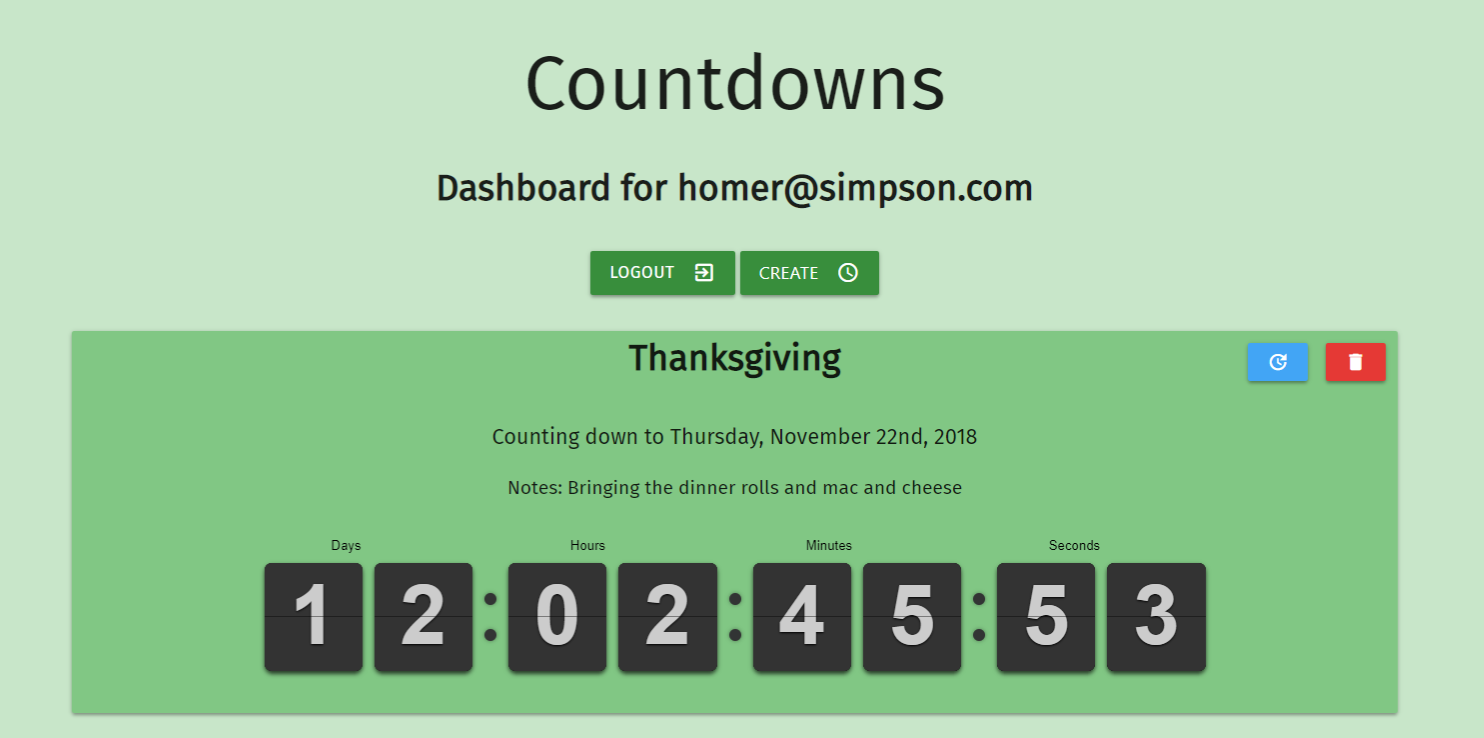 Countdowns
Dashboard for homer@simpson.com
LOGOUT CREATE
Thanksgiving
Counting down to Thursday, November 22nd, 2018
Notes: Bringing the dinner rolls and mac and cheese
Days Hours Minutes Seconds
12:02:45:53